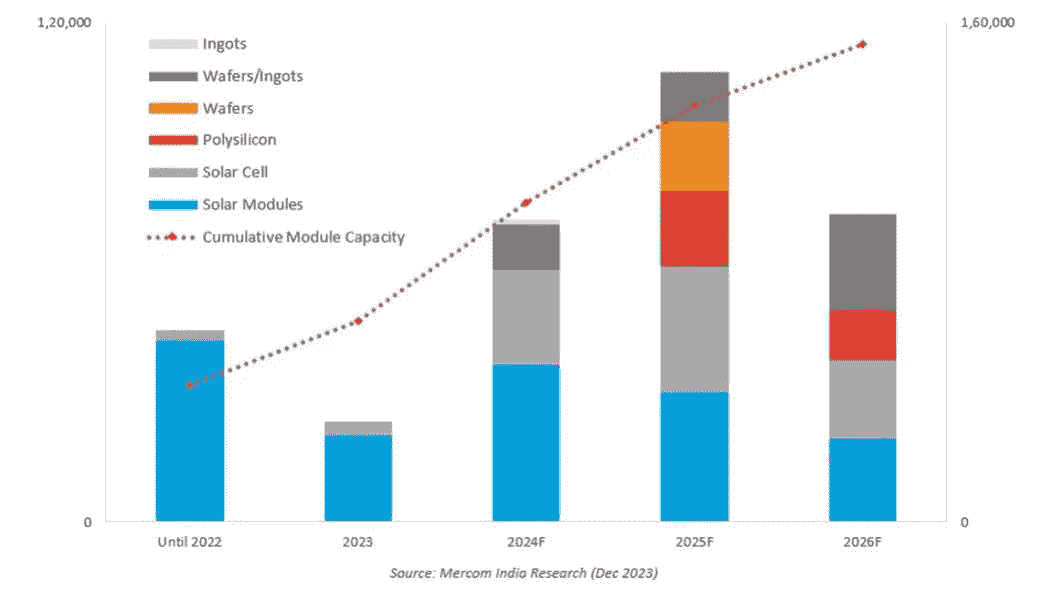 1,20,000
1,60,000
Ingots
Wafers/Ingots
Wafers
Polysilicon
Solar Cell
Solar Modules
Cumulative Module Capacity
0
0
Until 2022
2023
2024F
2025F
2026F
Source: Mercom India Research (Dec 2023)